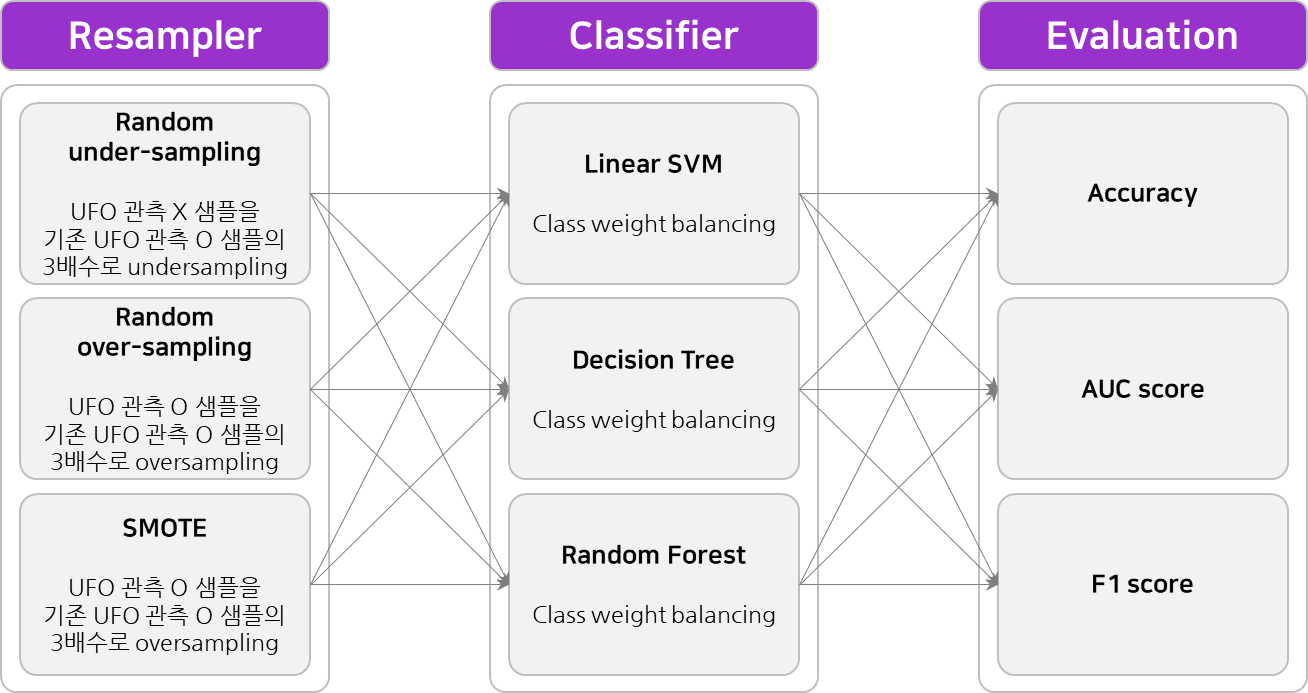 Resampler
Random
under-sampling
UFO 관측 X 샘플을
기존 UFO 관측 O 샘플의
3배수로 undersampling
Random
over-sampling
UFO 관측 O 샘플을
기존 UFO 관측 O 샘플의
3배수로 oversampling
SMOTE
UFO 관측 O 샘플을
기존 UFO 관측 O 샘플의
3배수로 oversampling
Classifier
Linear SVM
Class weight balancing
Decision Tree
Class weight balancing
Random Forest
Class weight balancing
Evaluation
Accuracy
AUC score
F1 score